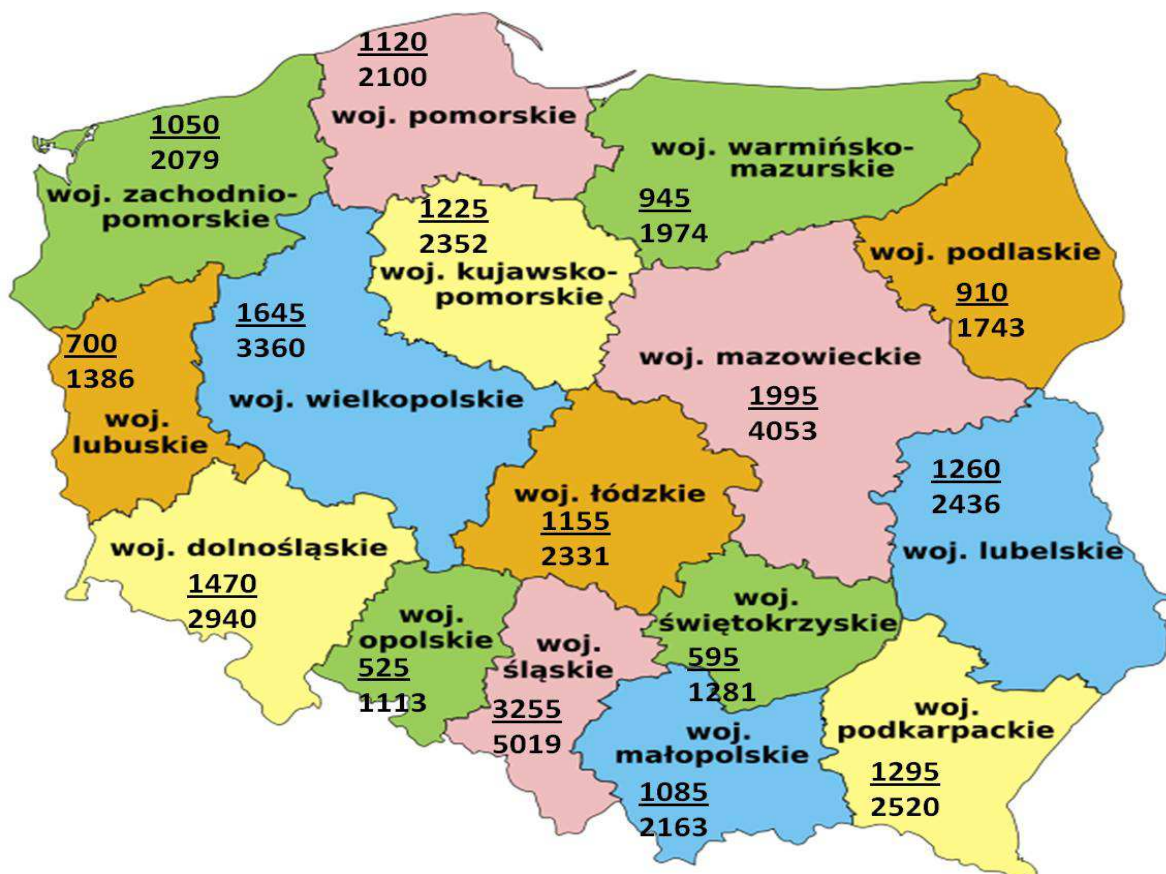 1120
2100
woj. pomorskie
1050
2079
woj. zachodnio-
pomorskie
woj. warmińsko-
mazurskie
945
1974
1225
2352
woj. kujawsko-
pomorskie
woj. podlaskie
910
1743
700
1386
woj.
lubuskie
1645
3360
woj. wielkopolskie
woj. mazowieckie
1995
4053
woj. łódzkie
1155
2331
1260
2436
woj. lubelskie
woj. dolnośląskie
1470
2940
woj.
opolskie
525
1113
woj.
śląskie
3255
5019
woj.
świętokrzyskie
595
1281
woj.
małopolskie
1085
2163
woj.
podkarpackie
1295
2520